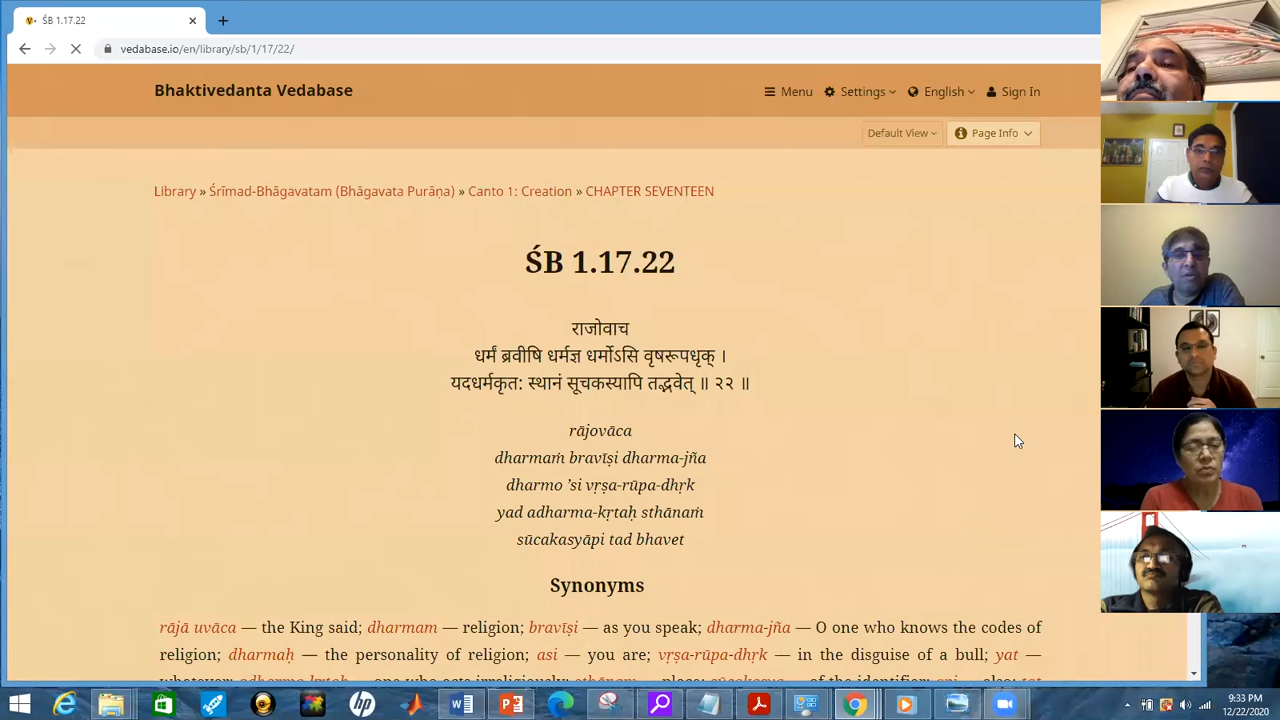 ŚB 1.17.22
vedabase.io/en/library/sb/1/17/22/
Bhaktivedanta Vedabase
Menu Settings English Sign In
Default View Page Info
Library » Śrīmad-Bhāgavatam (Bhāgavata Purāṇa) » Canto 1: Creation » CHAPTER SEVENTEEN
ŚB 1.17.22
राजोवाच
धर्मं ब्रवीषि धर्मज्ञ धर्मोऽसि वृषरूपधृक् ।
यदधर्मकृत: स्थानं सूचकस्यापि तद्भवेत् ॥ २२ ॥
rājovāca
dharmaṁ bravīṣi dharma-jña
dharmo ’si vṛṣa-rūpa-dhṛk
yad adharma-kṛtaḥ sthānaṁ
sūcakasyāpi tad bhavet
Synonyms
rājā uvāca — the King said; dharmam — religion; bravīṣi — as you speak; dharma-jña — O one who knows the codes of
religion; dharmaḥ — the personality of religion; asi — you are; vṛṣa-rūpa-dhṛk — in the disguise of a bull; yat —
9:33 PM
12/22/2020